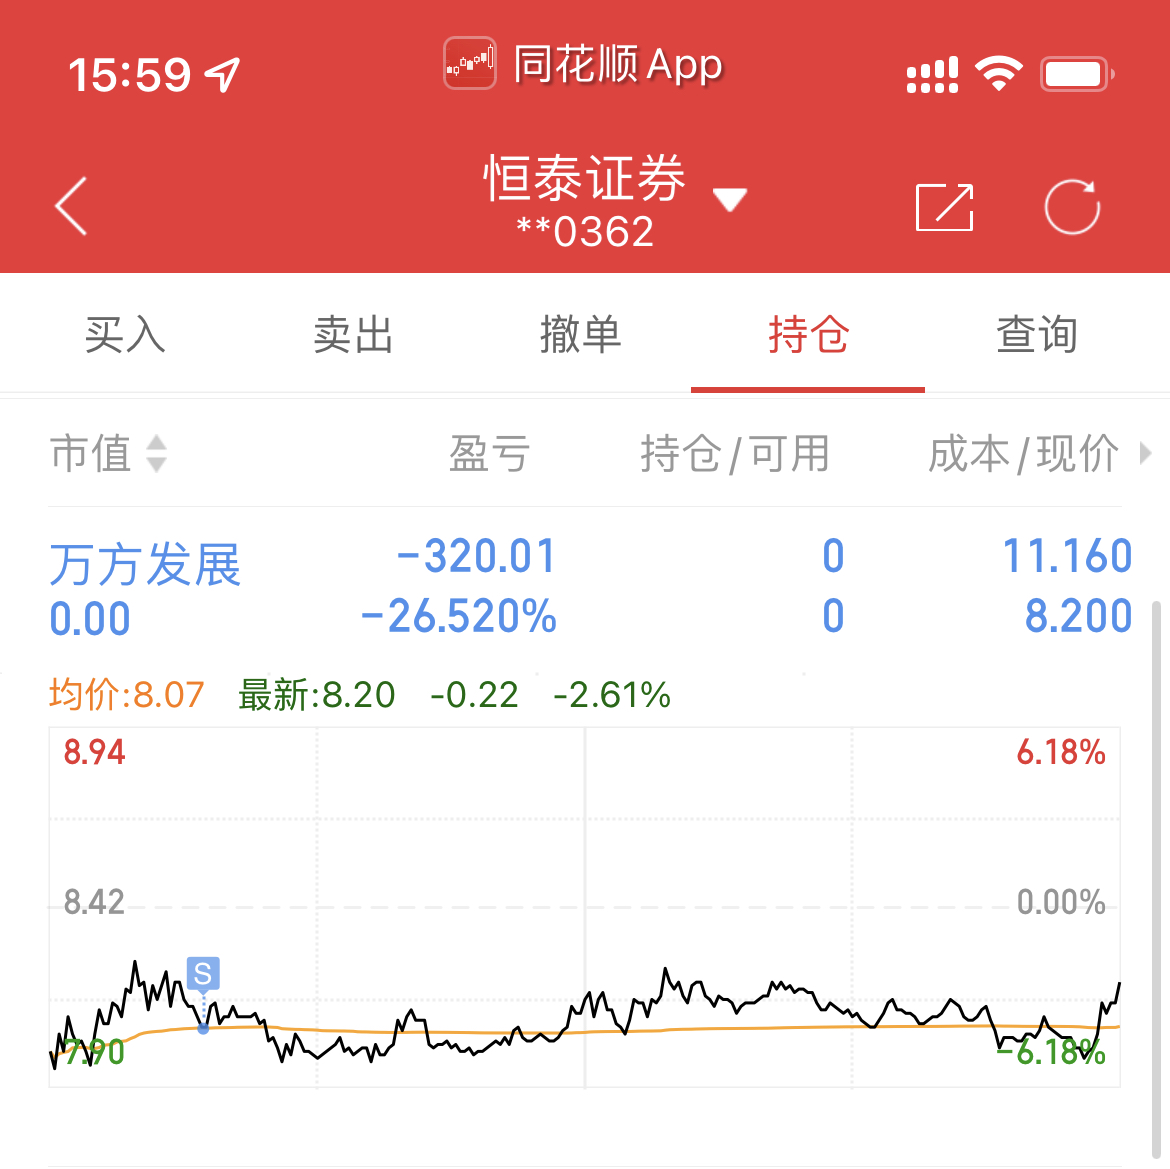 15:59 同花顺 App
恒泰证券
**0362
买入 卖出 撤单 持仓 查询
市值 盈亏 持仓/可用 成本/现价
万方发展 -320.01 0 11.160
0.00 -26.520% 0 8.200
均价:8.07 最新:8.20 -0.22 -2.61%
8.94 6.18%
8.42 0.00%
S
7.90 -6.18%